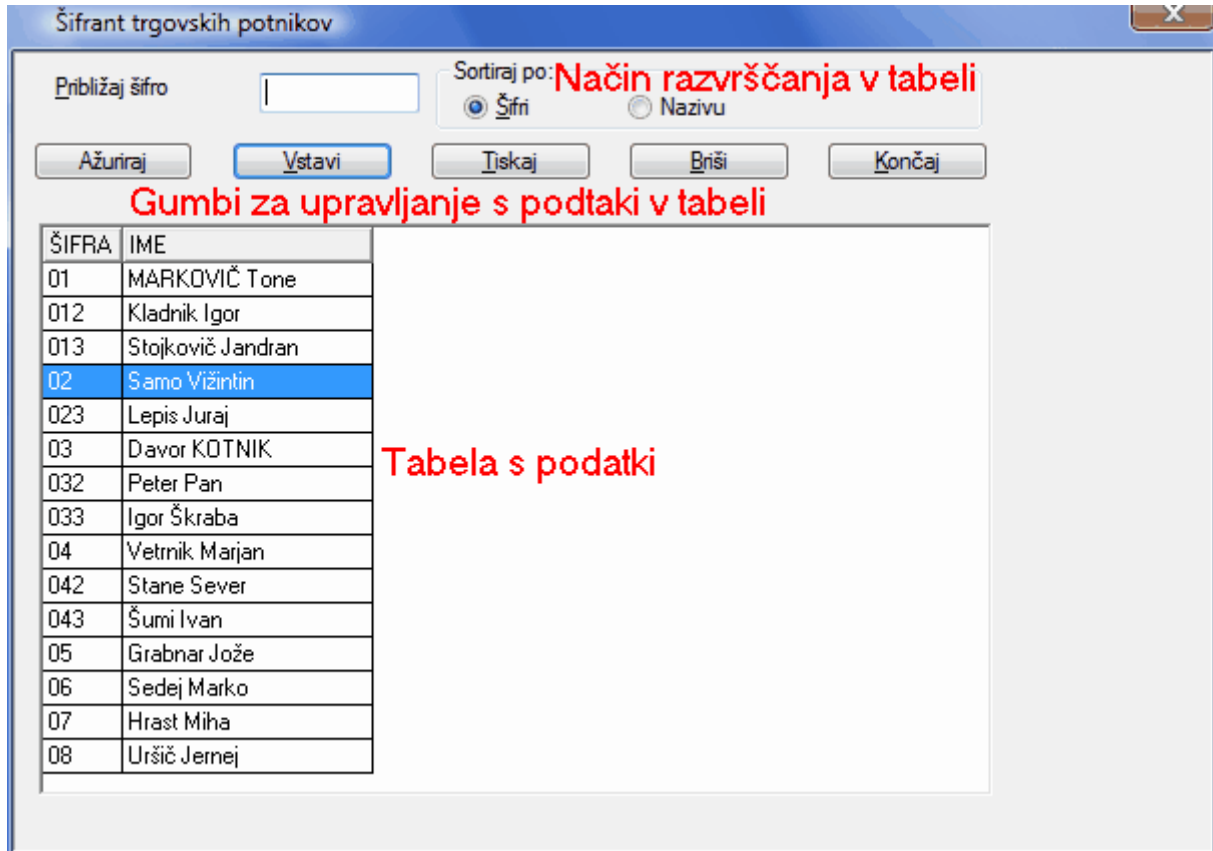 Šifrant trgovskih potnikov
Približaj šifro
Sortiraj po:
Način razvrščanja v tabeli
Šifri Nazivu
Ažuriraj Vstavi Tiskaj Briši Končaj
Gumbi za upravljanje s podtaki v tabeli
ŠIFRA IME
01 MARKOVIČ Tone
012 Kladnik Igor
013 Stojkovič Jandran
02 Samo Vižintin
023 Lepis Juraj
03 Davor KOTNIK
Tabela s podatki
032 Peter Pan
033 Igor Škraba
04 Vetrnik Marjan
042 Stane Sever
043 Šumi Ivan
05 Grabnar Jože
06 Sedej Marko
07 Hrast Miha
08 Uršič Jernej